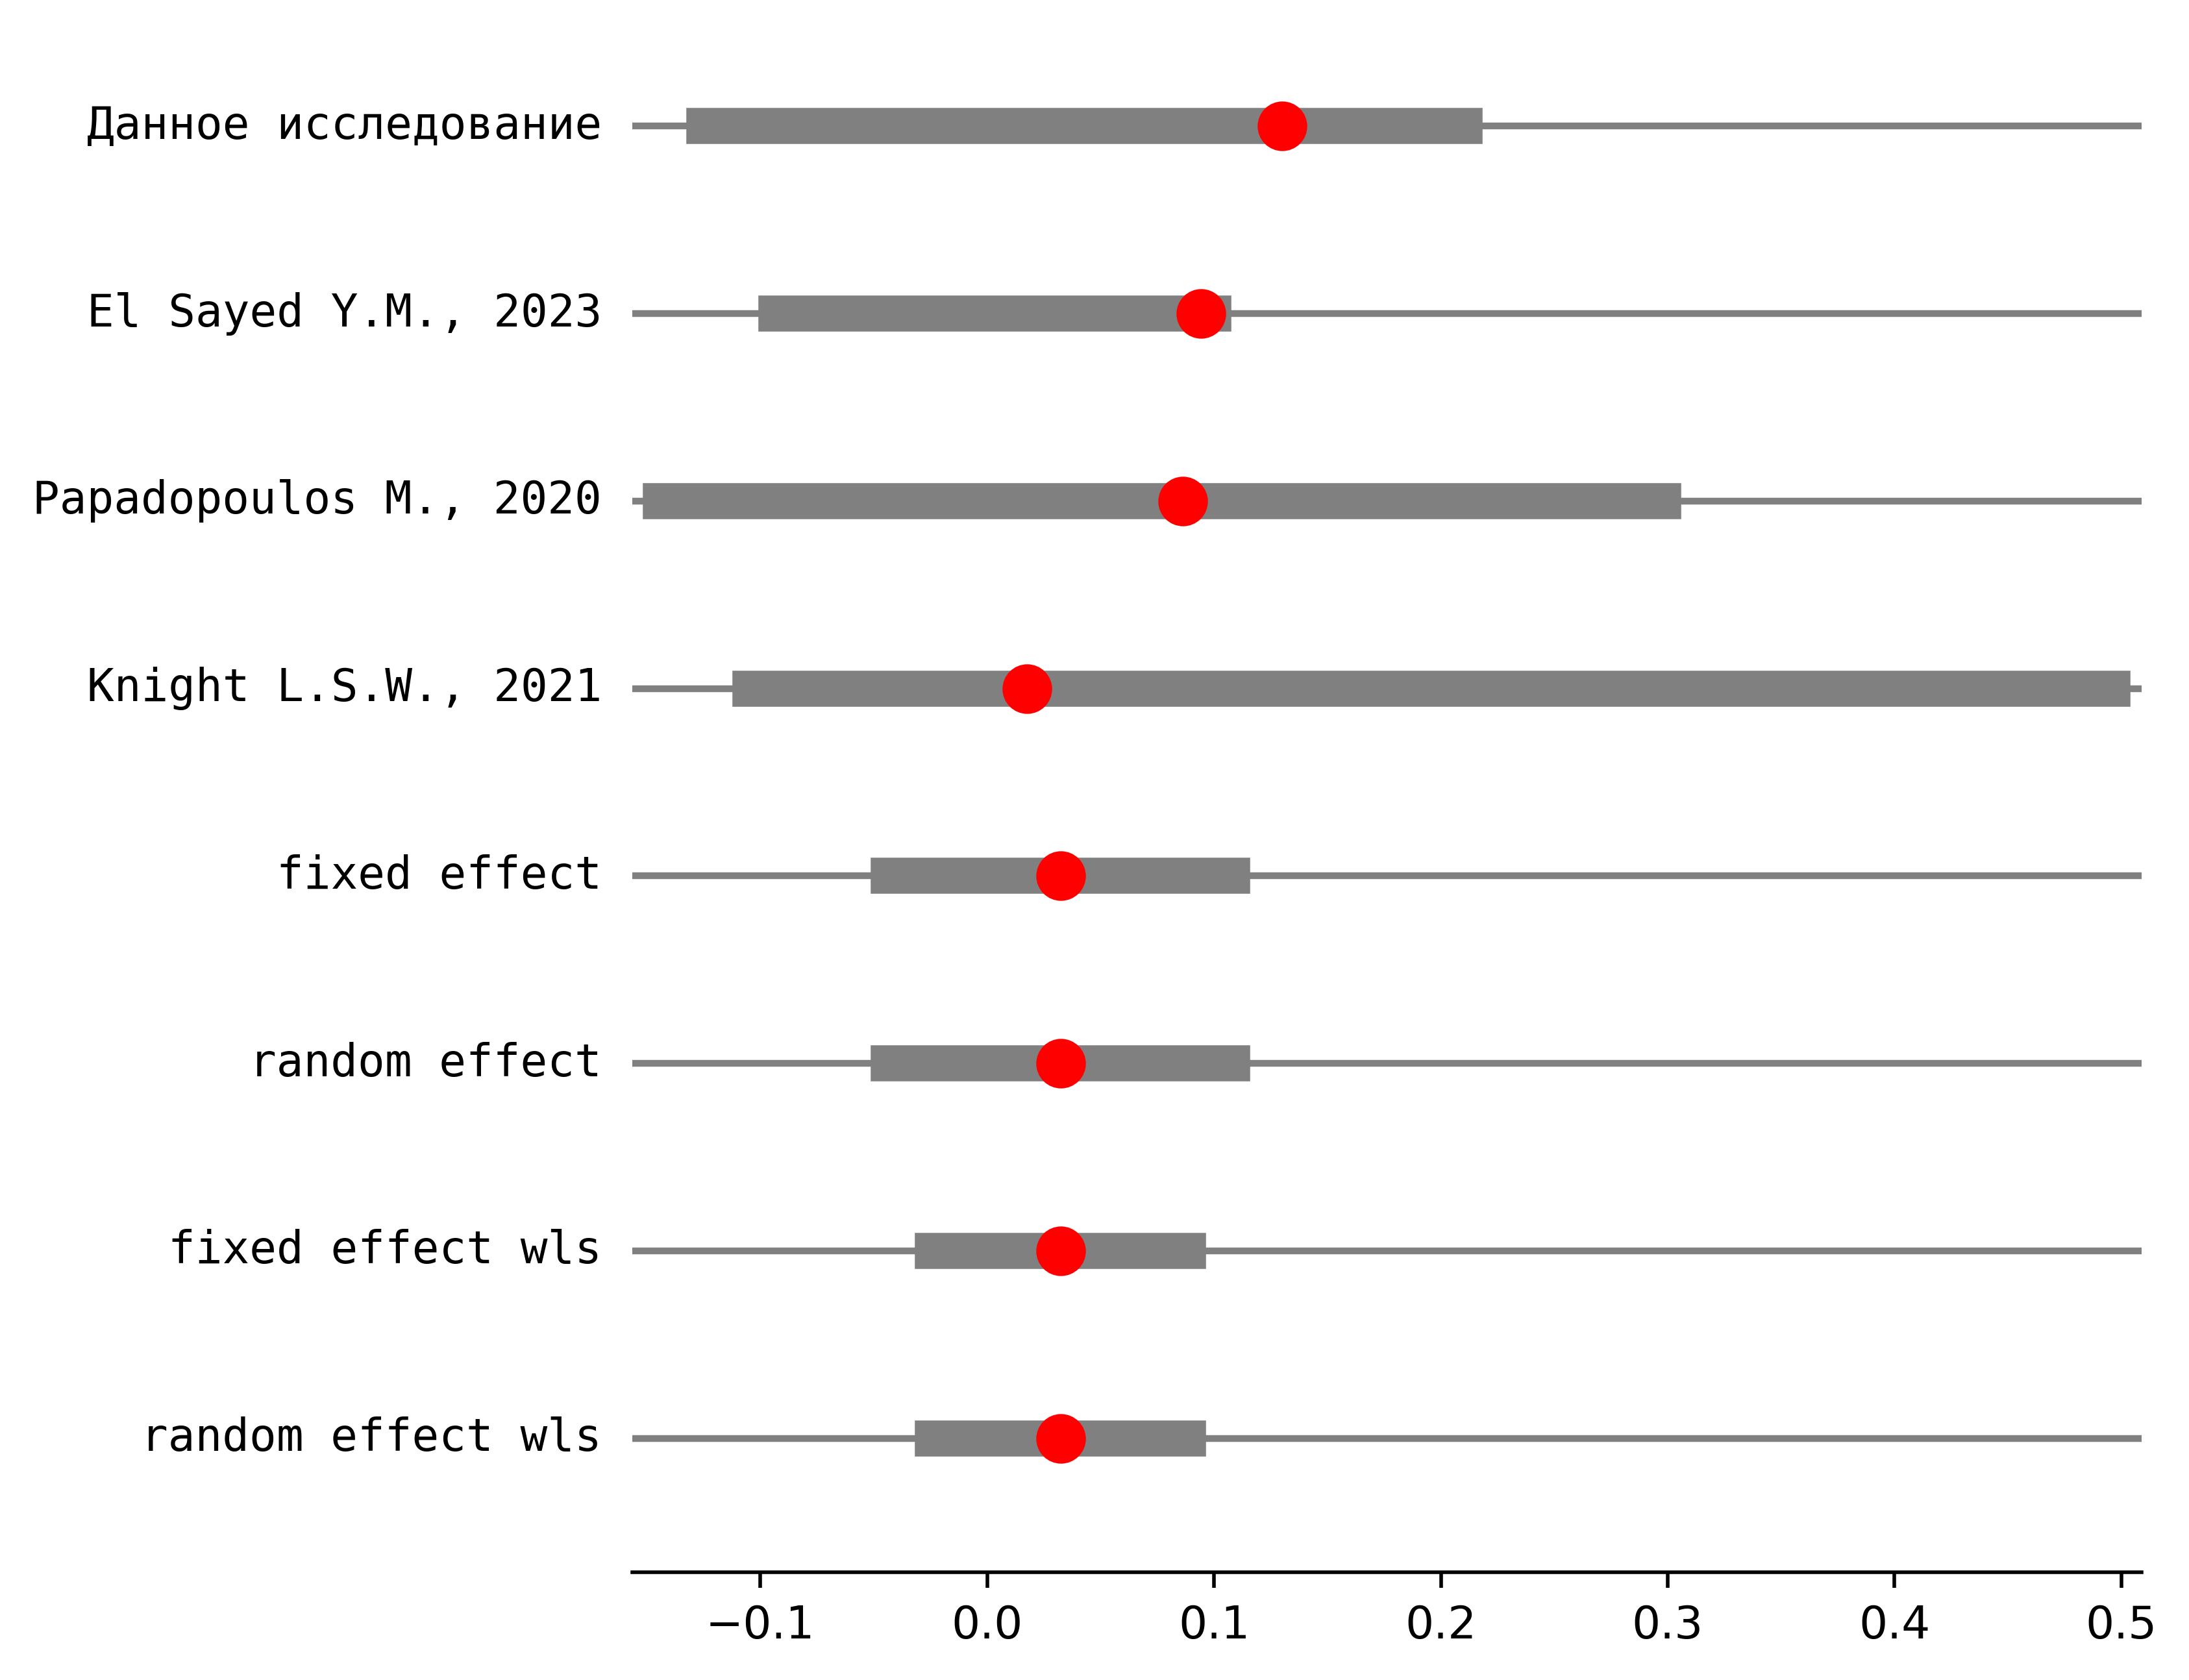 Данное исследование
El Sayed Y.M., 2023
Papadopoulos M., 2020
Knight L.S.W., 2021
fixed effect
random effect
fixed effect wls
random effect wls
−0.1 0.0 0.1 0.2 0.3 0.4 0.5